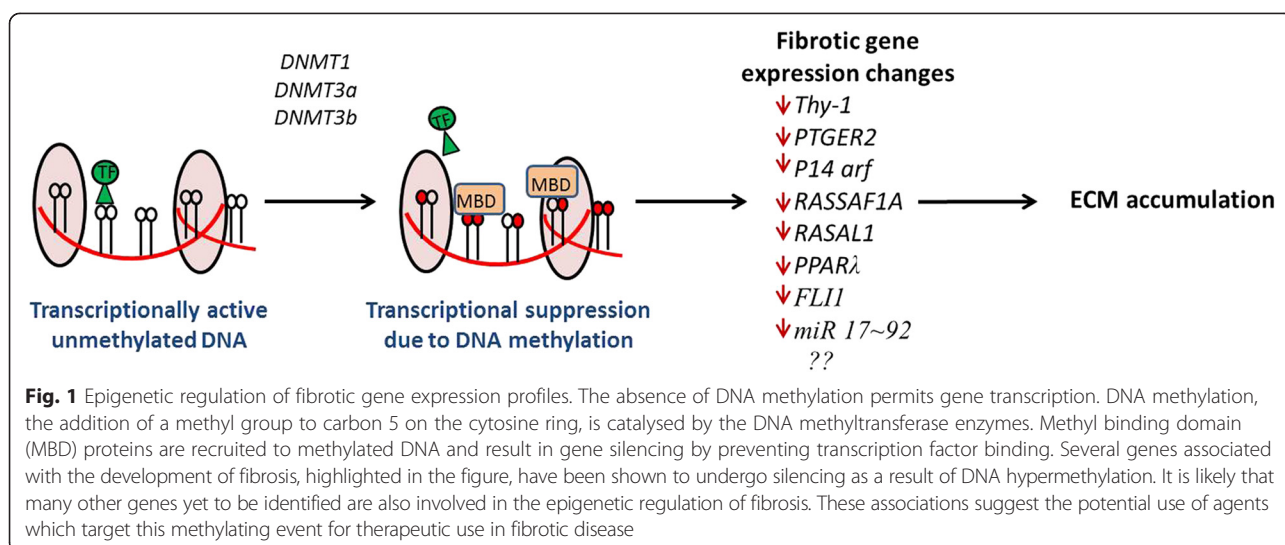 DNMT1
DNMT3a
DNMT3b
TF
Transcriptionally active
unmethylated DNA
TF
MBD
MBD
Transcriptional suppression
due to DNA methylation
Fibrotic gene
expression changes
Thy-1
PTGER2
P14 arf
RASSAF1A
RASAL1
PPARλ
FLI1
miR 17~92
??
ECM accumulation
Fig. 1 Epigenetic regulation of fibrotic gene expression profiles. The absence of DNA methylation permits gene transcription. DNA methylation,
the addition of a methyl group to carbon 5 on the cytosine ring, is catalysed by the DNA methyltransferase enzymes. Methyl binding domain
(MBD) proteins are recruited to methylated DNA and result in gene silencing by preventing transcription factor binding. Several genes associated
with the development of fibrosis, highlighted in the figure, have been shown to undergo silencing as a result of DNA hypermethylation. It is likely that
many other genes yet to be identified are also involved in the epigenetic regulation of fibrosis. These associations suggest the potential use of agents
which target this methylating event for therapeutic use in fibrotic disease